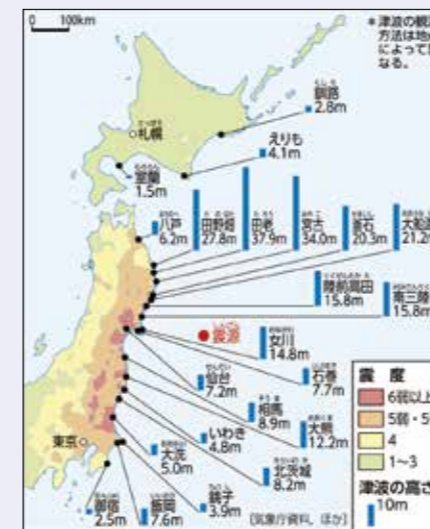 0 100km
＊津波の観
方法は地
によって
なる。
釧路
2.8m
札幌
えりも
4.1m
室蘭
1.5m
八戸
6.2m
田野畑
27.8m
田老
37.9m
宮古
34.0m
釜石
20.3m
大船
21.2m
陸前高田
15.8m
南三陸
15.8m
震源
女川
14.8m
石巻
7.7m
仙台
7.2m
相馬
8.9m
大熊
12.2m
いわき
4.8m
北茨城
8.2m
東京
大洗
5.0m
銚子
3.9m
御宿
2.5m
飯岡
7.6m
震度
6弱以上
5弱・5
4
1～3
津波の高さ
10m
〔気象庁資料，ほか〕